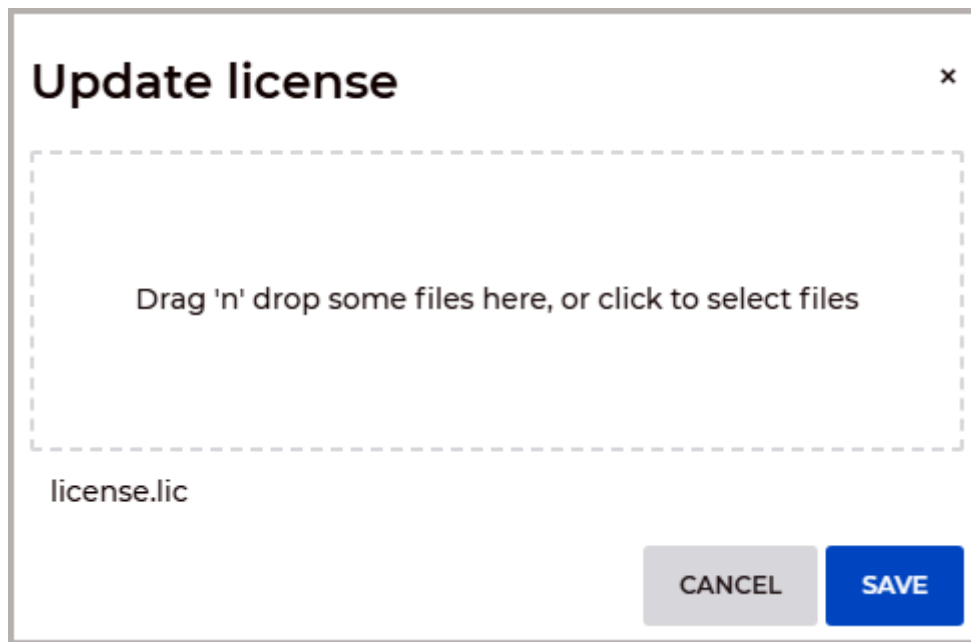 Update license
×
Drag 'n' drop some files here, or click to select files
license.lic
CANCEL
SAVE